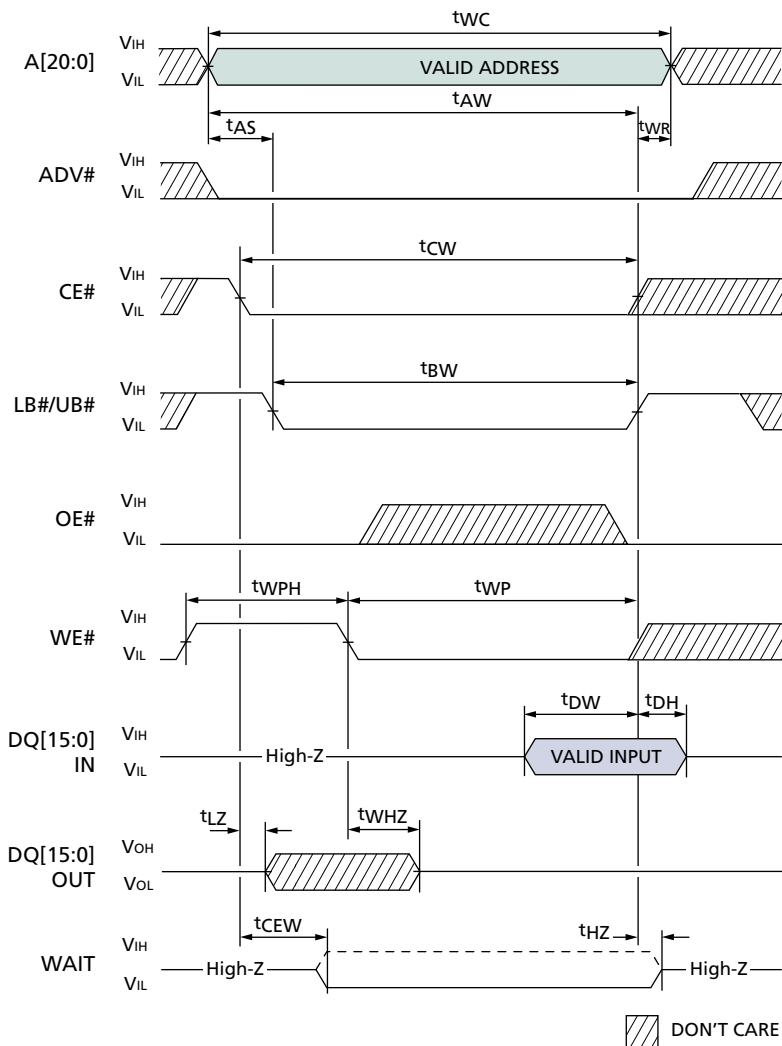 tWC
A[20:0]
VIH
VIL
VALID ADDRESS
tAW
tAS
tWR
ADV#
VIH
VIL
tCW
CE#
VIH
VIL
tBW
LB#/UB#
VIH
VIL
OE#
VIH
VIL
tWPH
tWP
WE#
VIH
VIL
tDW
tDH
DQ[15:0]
IN
VIH
VIL
High-Z
VALID INPUT
tLZ
tWHZ
DQ[15:0]
OUT
VOH
VOL
tCEW
tHZ
WAIT
VIH
VIL
High-Z
High-Z
DON'T CARE